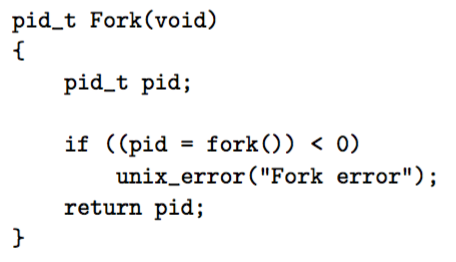 pid_t Fork(void)
{
    pid_t pid;

    if ((pid = fork()) < 0)
        unix_error("Fork error");
    return pid;
}